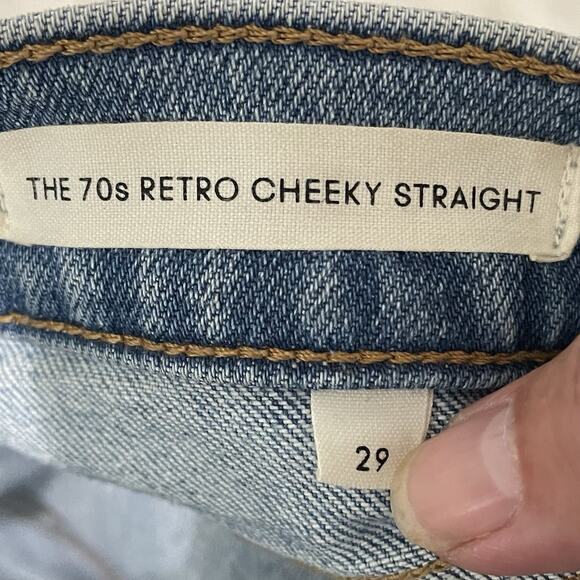 THE 70s RETRO CHEEKY STRAIGHT
29